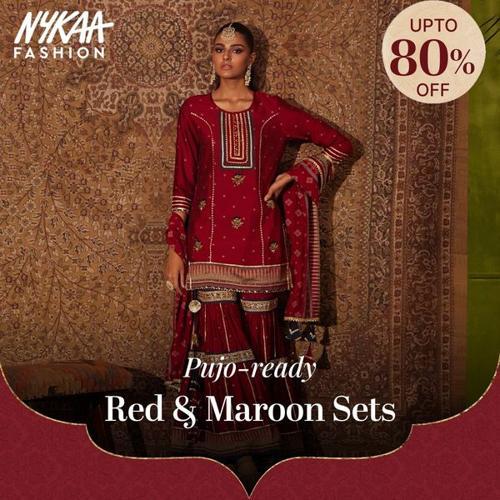 NYKAA
FASHION
UPTO
80%
OFF
Pujo-ready
Red & Maroon Sets